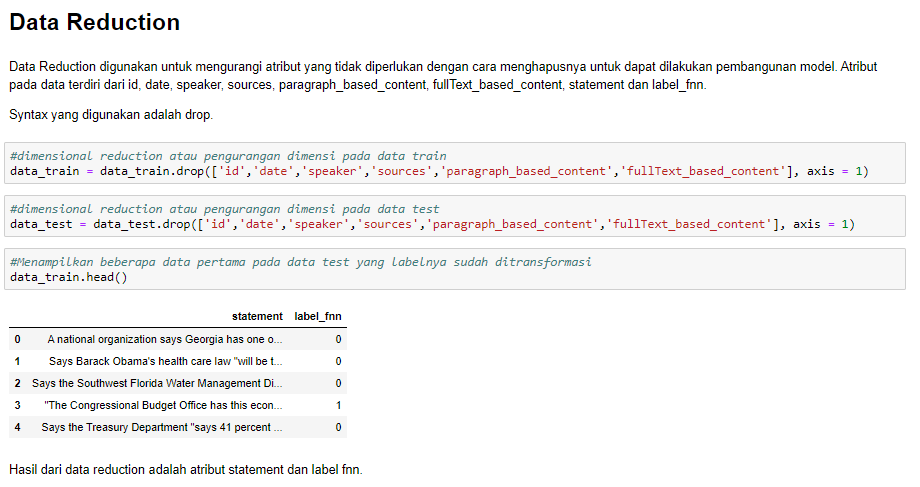 Data Reduction
Data Reduction digunakan untuk mengurangi atribut yang tidak diperlukan dengan cara menghapusnya untuk dapat dilakukan pembangunan model. Atribut
pada data terdiri dari id, date, speaker, sources, paragraph_based_content, fullText_based_content, statement dan label_fnn.
Syntax yang digunakan adalah drop.
#dimensional reduction atau pengurangan dimensi pada data train
data_train = data_train.drop(['id','date','speaker','sources','paragraph_based_content','fullText_based_content'], axis = 1)
#dimensional reduction atau pengurangan dimensi pada data test
data_test = data_test.drop(['id','date','speaker','sources','paragraph_based_content','fullText_based_content'], axis = 1)
#Menampilkan beberapa data pertama pada data test yang labelnya sudah ditransformasi
data_train.head()
statement label_fnn
0 A national organization says Georgia has one o... 0
1 Says Barack Obama's health care law "will be t... 0
2 Says the Southwest Florida Water Management Di... 0
3 "The Congressional Budget Office has this econ... 1
4 Says the Treasury Department "says 41 percent ... 0
Hasil dari data reduction adalah atribut statement dan label fnn.